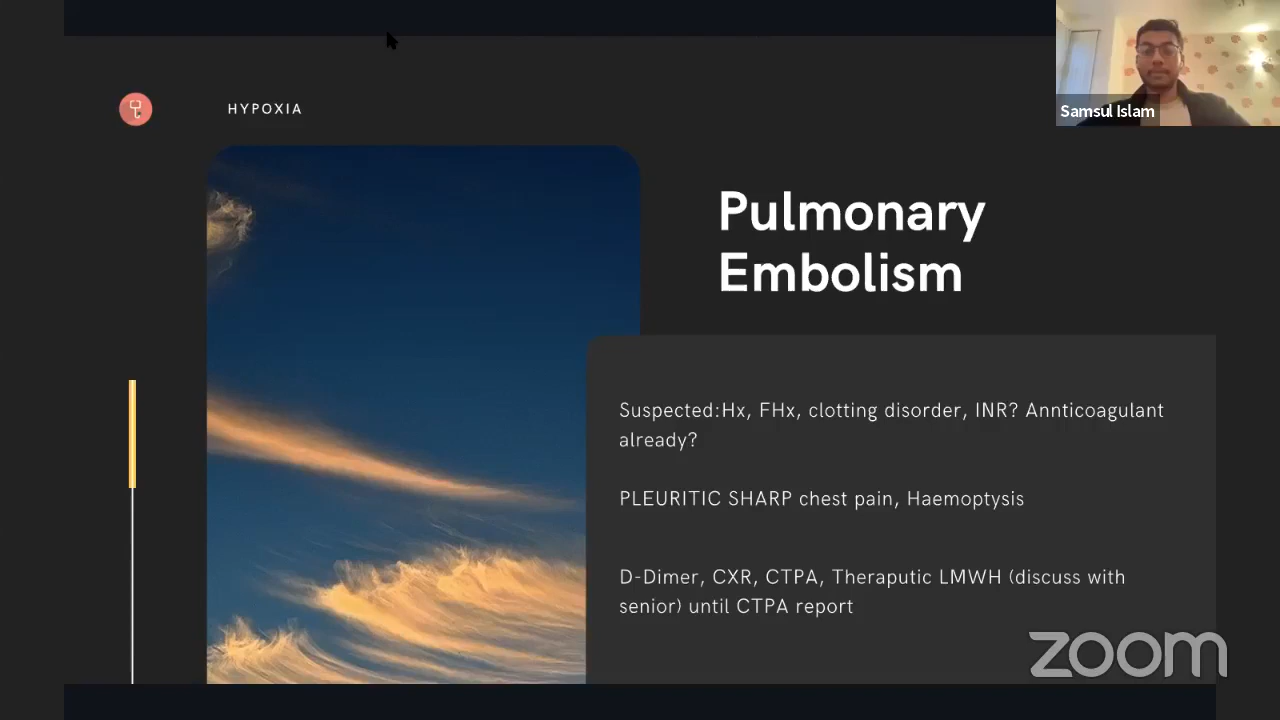 HYPOXIA
Samsul Islam
Pulmonary
Embolism
Suspected:Hx, FHx, clotting disorder, INR? Annticoagulant
already?
PLEURITIC SHARP chest pain, Haemoptysis
D-Dimer, CXR, CTPA, Theraputic LMWH (discuss with
senior) until CTPA report
zoom